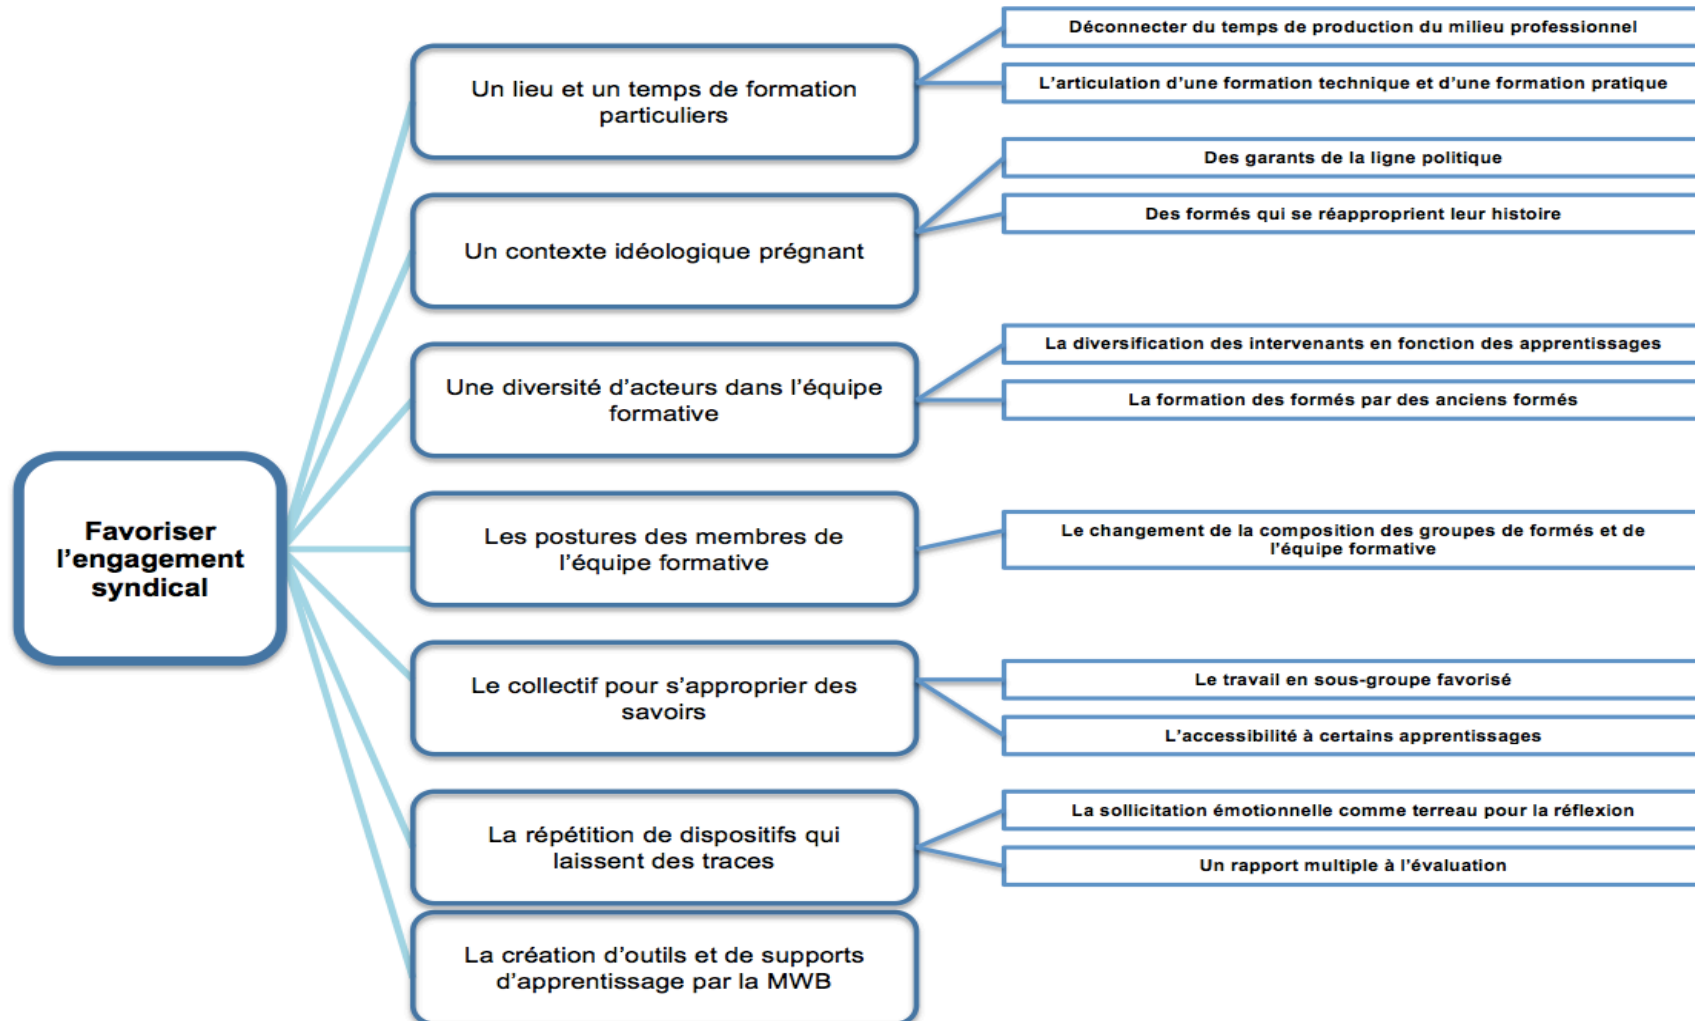 Favoriser
l'engagement
syndical
Un lieu et un temps de formation
particuliers
Déconnecter du temps de production du milieu professionnel
L'articulation d'une formation technique et d'une formation pratique
Un contexte idéologique prégnant
Des garants de la ligne politique
Des formés qui se réapproprient leur histoire
Une diversité d'acteurs dans l'équipe
formative
La diversification des intervenants en fonction des apprentissages
La formation des formés par des anciens formés
Les postures des membres de
l'équipe formative
Le changement de la composition des groupes de formés et de
l'équipe formative
Le collectif pour s'approprier des
savoirs
Le travail en sous-groupe favorisé
L'accessibilité à certains apprentissages
La répétition de dispositifs qui
laissent des traces
La sollicitation émotionnelle comme terreau pour la réflexion
Un rapport multiple à l'évaluation
La création d'outils et de supports
d'apprentissage par la MWB